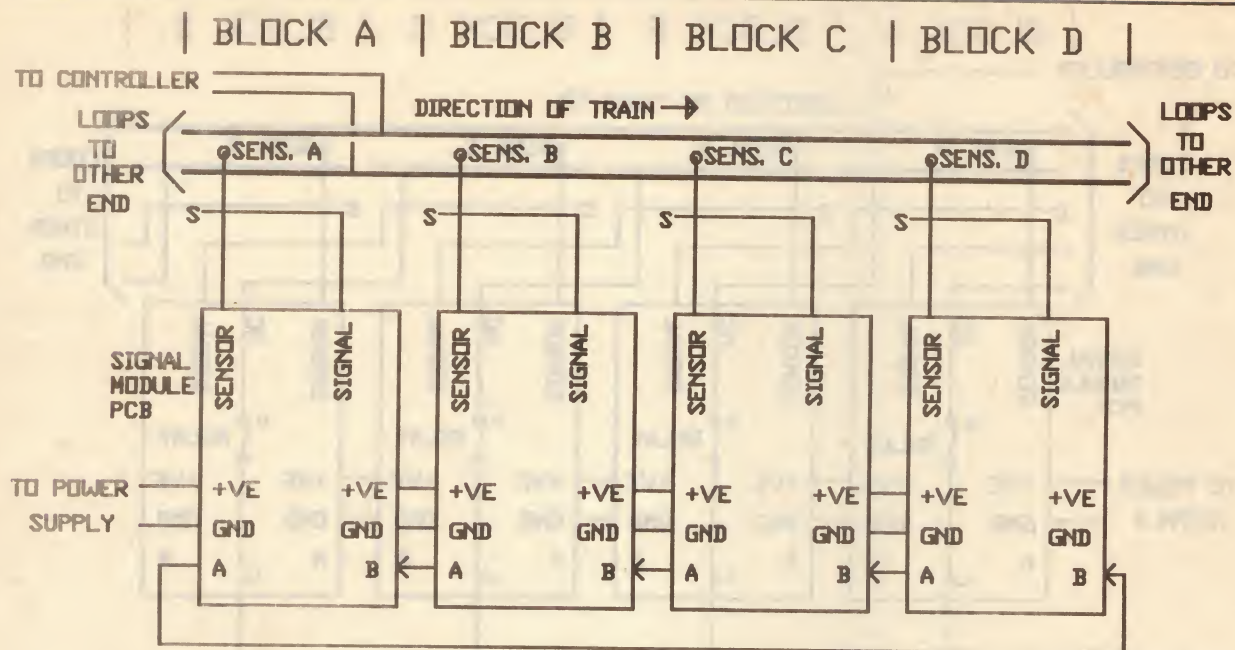 BLOCK A | BLOCK B | BLOCK C | BLOCK D
TO CONTROLLER
DIRECTION OF TRAIN
LOOPS
TO
OTHER
END
SENS. A
SENS. B
SENS. C
SENS. D
LOOPS
TO
OTHER
END
S
S
S
S
SIGNAL
MODULE
PCB
SENSOR
SIGNAL
SENSOR
SIGNAL
SENSOR
SIGNAL
SENSOR
SIGNAL
TO POWER
SUPPLY
+VE +VE +VE +VE +VE +VE +VE +VE
GND GND GND GND GND GND GND GND
A B A B A B A B